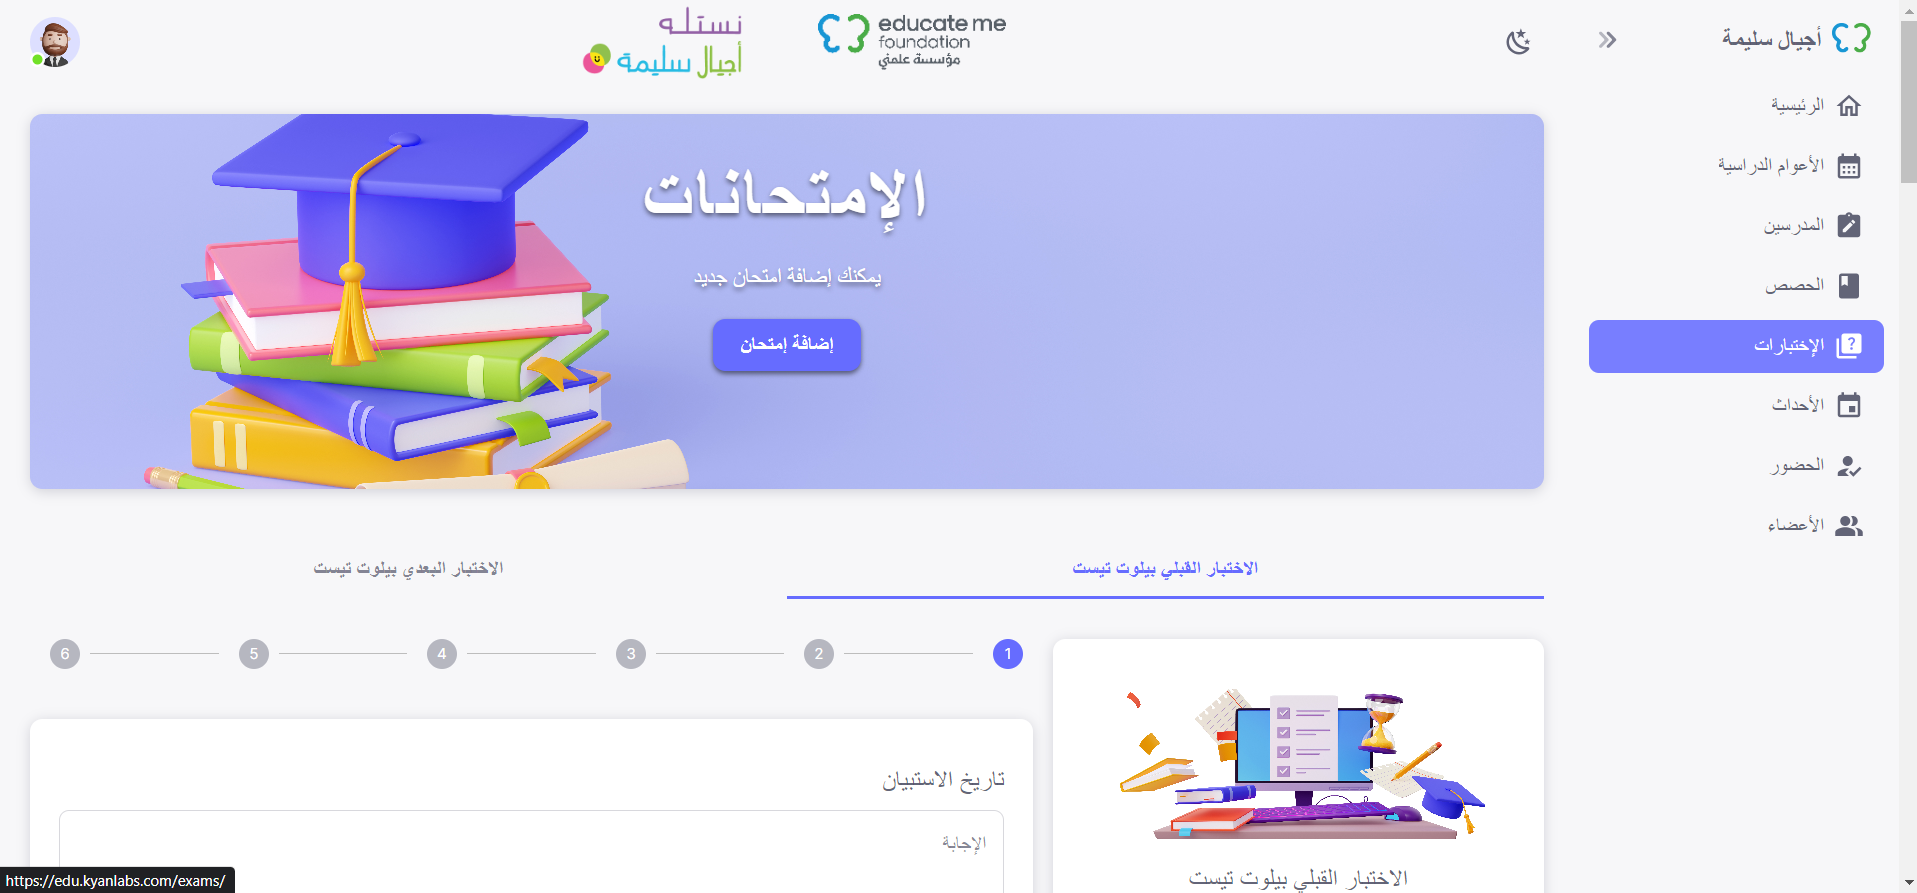 أجيال سليمة
educate me
foundation
مؤسسة علمني
نستله
أجيال سليمة
الرئيسية
الأعوام الدراسية
المدرسين
الحصص
الإختبارات
الأحداث
الحضور
الأعضاء
الإمتحانات
يمكنك إضافة امتحان جديد
إضافة إمتحان
الاختبار القبلي بيلوت تيست
الاختبار البعدي بيلوت تيست
1 2 3 4 5 6
الاختبار القبلي بيلوت تيست
تاريخ الاستبيان
الإجابة
https://edu.kyanlabs.com/exams/